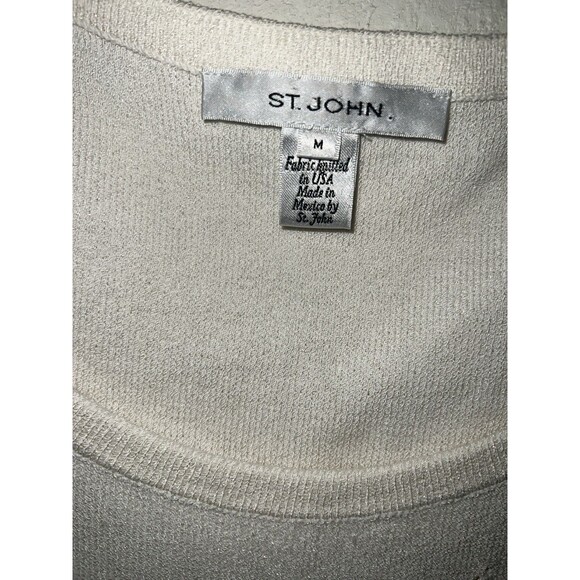 ST. JOHN.
M
Fabric knitted
in USA
Made in
Mexico by
St. John